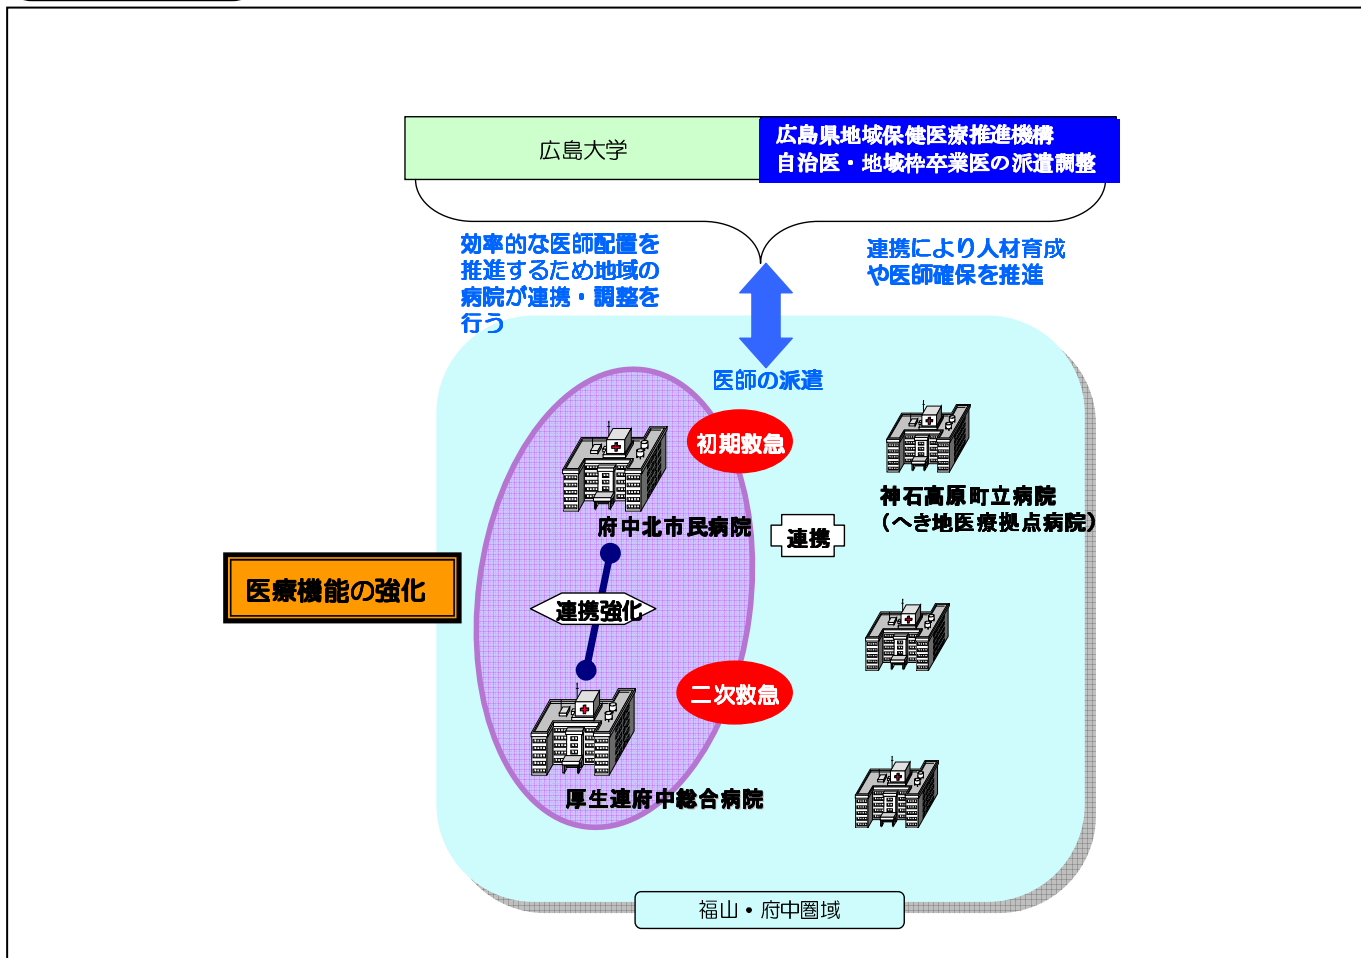 広島大学
広島県地域保健医療推進機構
自治医・地域枠卒業医の派遣調整
効率的な医師配置を
推進するため地域の
病院が連携・調整を
行う
連携により人材育成
や医師確保を推進
医師の派遣
初期救急
府中北市民病院
神石高原町立病院
(へき地医療拠点病院)
連携
医療機能の強化
連携強化
二次救急
厚生連府中総合病院
福山・府中圏域